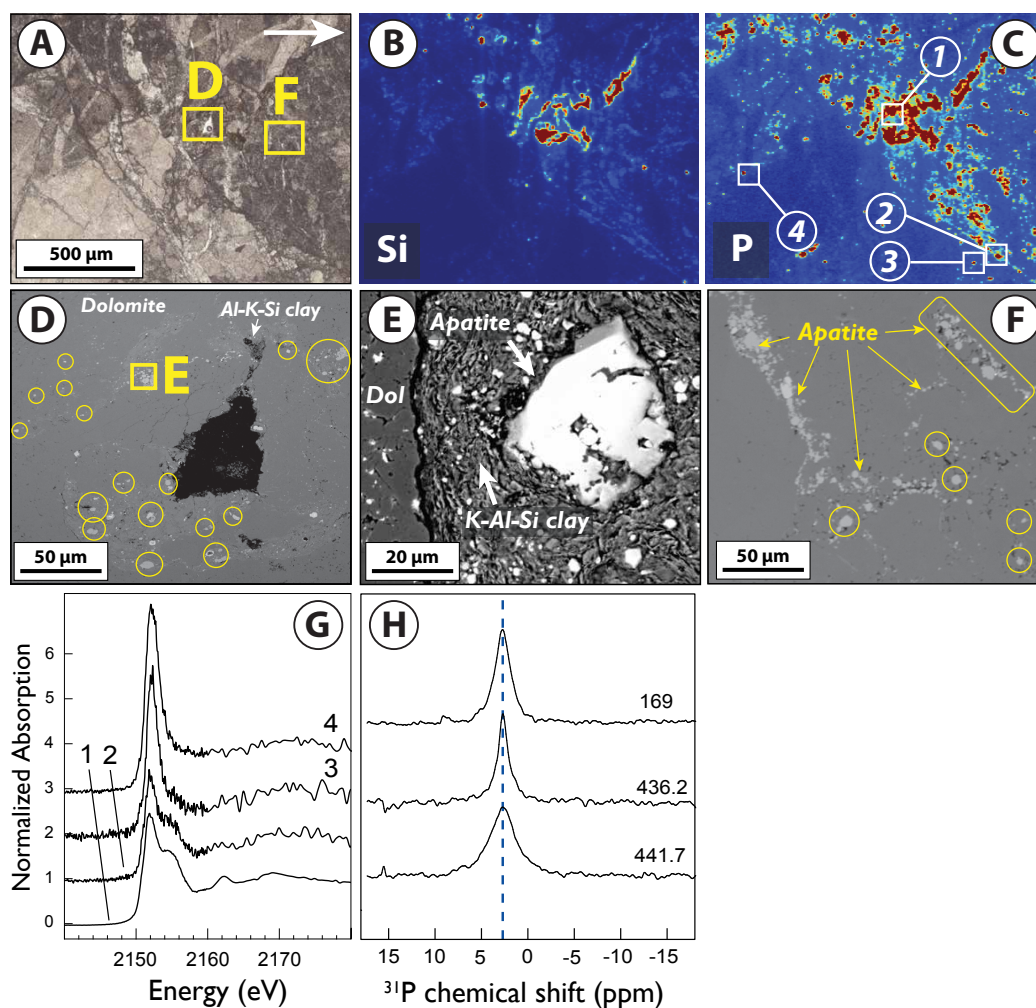 A
D
F
500 µm
B
Si
C
1
2
3
4
P
D
Dolomite
Al-K-Si clay
E
50 µm
E
Apatite
Dol
K-Al-Si clay
20 µm
F
Apatite
50 µm
G
Normalized Absorption
6
5
4
3
2
1
0
4
3
1 2
2150 2160 2170
Energy (eV)
H
169
436.2
441.7
15 10 5 0 -5 -10 -15
³¹P chemical shift (ppm)